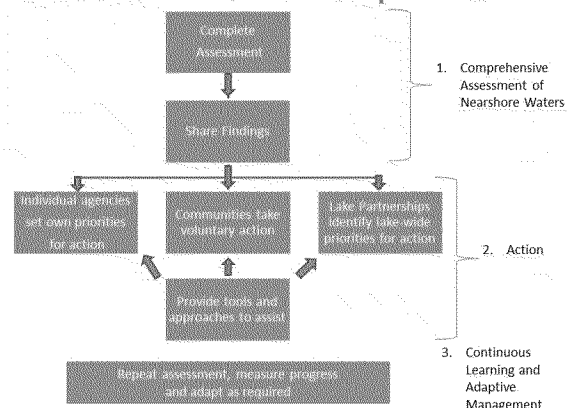 Complete
Assessment
1. Comprehensive
Assessment of
Nearshore Waters
Share Findings
Individual agencies
set own priorities
for action
Communities take
voluntary action
Lake Partnerships
identify lake-wide
priorities for action
2. Action
Provide tools and
approaches to assist
3. Continuous
Learning and
Adaptive
Management
Repeat assessment, measure progress
and adapt as required